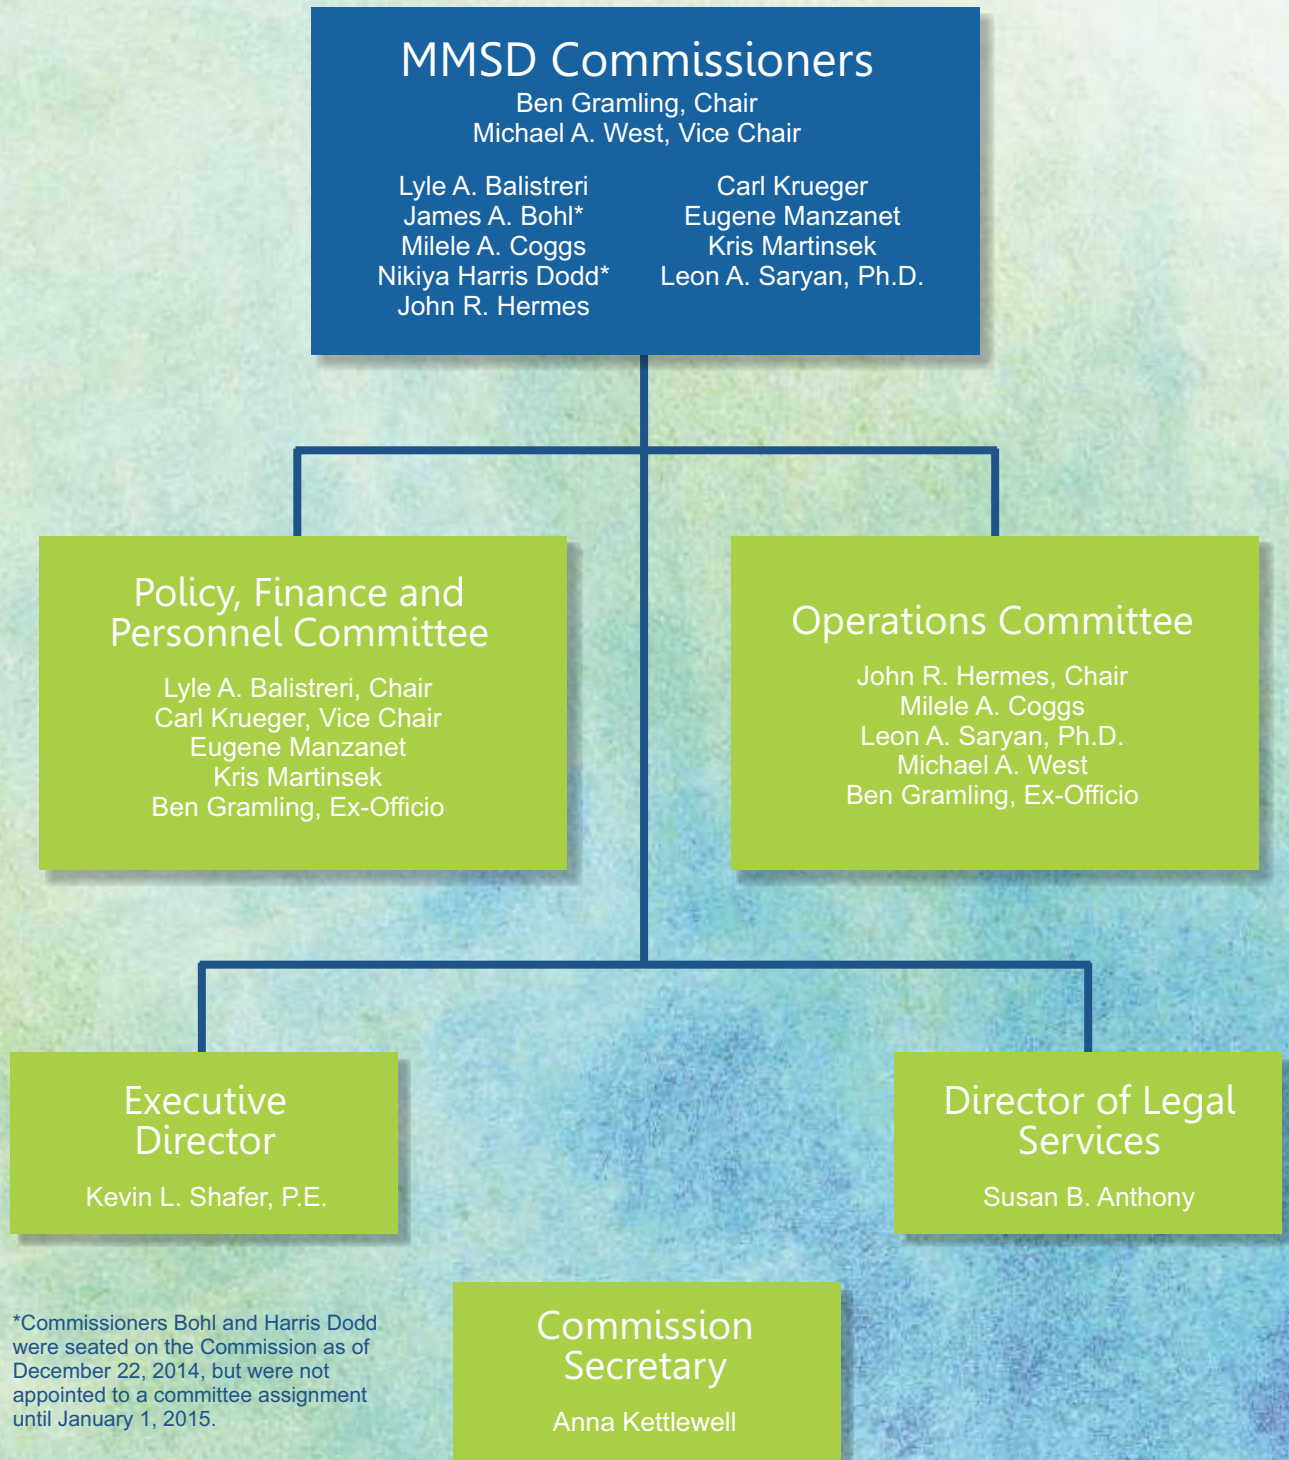 MMSD Commissioners
Ben Gramling, Chair
Michael A. West, Vice Chair
Lyle A. Balistreri
James A. Bohl*
Milele A. Coggs
Nikiya Harris Dodd*
John R. Hermes
Carl Krueger
Eugene Manzanet
Kris Martinsek
Leon A. Saryan, Ph.D.
Policy, Finance and
Personnel Committee
Lyle A. Balistreri, Chair
Carl Krueger, Vice Chair
Eugene Manzanet
Kris Martinsek
Ben Gramling, Ex-Officio
Operations Committee
John R. Hermes, Chair
Milele A. Coggs
Leon A. Saryan, Ph.D.
Michael A. West
Ben Gramling, Ex-Officio
Executive
Director
Kevin L. Shafer, P.E.
Director of Legal
Services
Susan B. Anthony
*Commissioners Bohl and Harris Dodd
were seated on the Commission as of
December 22, 2014, but were not
appointed to a committee assignment
until January 1, 2015.
Commission
Secretary
Anna Kettlewell